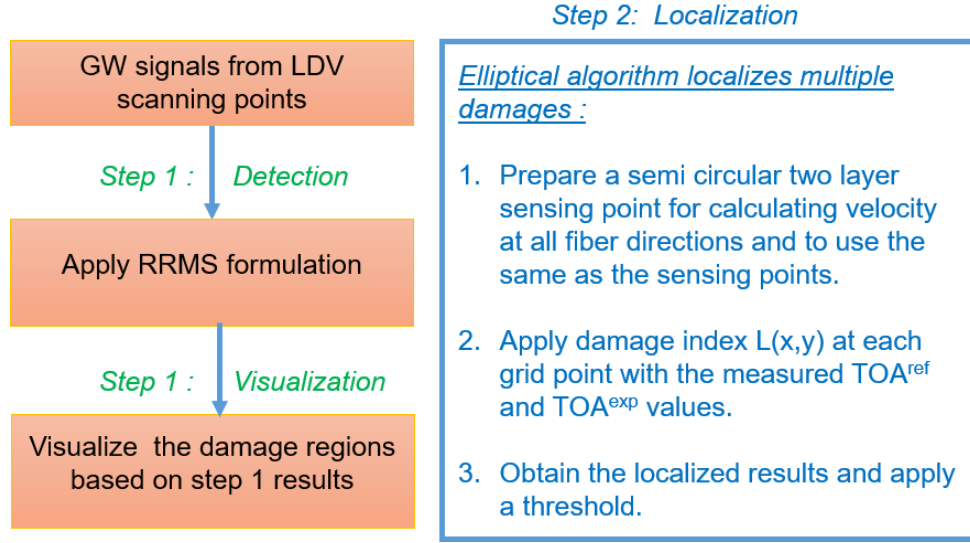 GW signals from LDV
scanning points
Step 1 : Detection
Apply RRMS formulation
Step 1 : Visualization
Visualize the damage regions
based on step 1 results
Step 2: Localization
Elliptical algorithm localizes multiple
damages :
1. Prepare a semi circular two layer
sensing point for calculating velocity
at all fiber directions and to use the
same as the sensing points.
2. Apply damage index L(x,y) at each
grid point with the measured TOA^ref
and TOA^exp values.
3. Obtain the localized results and apply
a threshold.